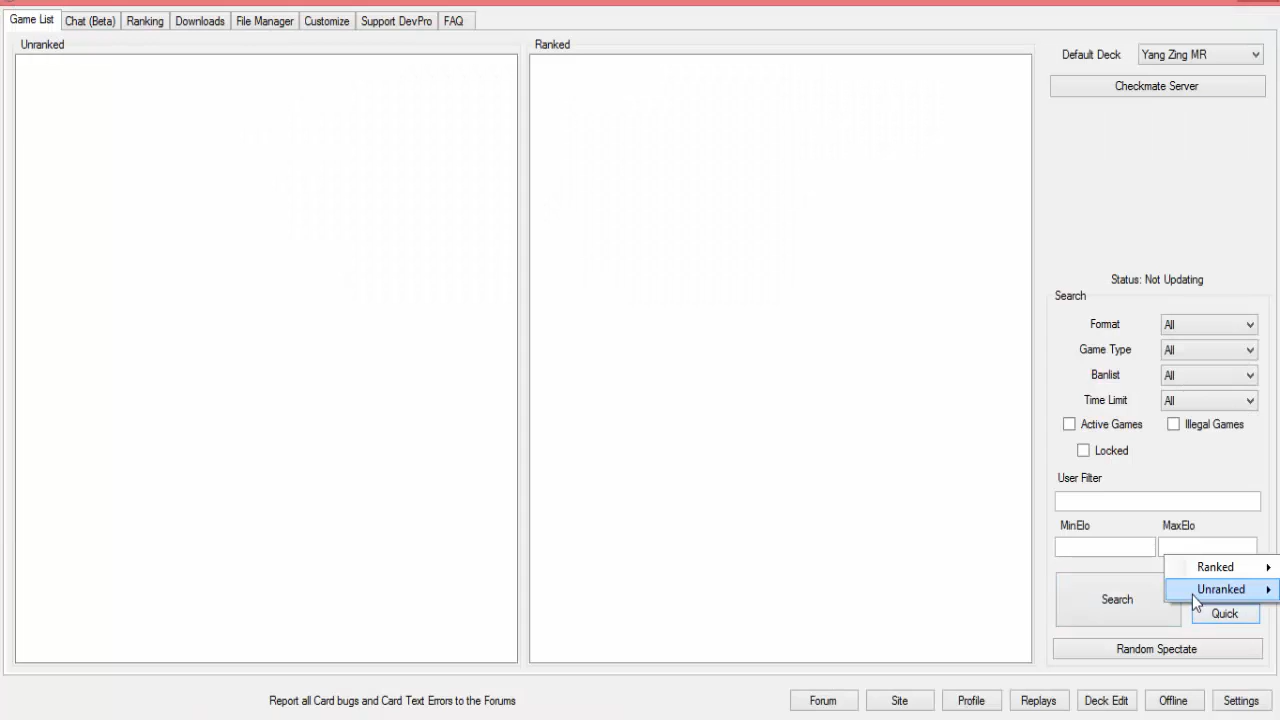 Game List Chat (Beta) Ranking Downloads File Manager Customize Support DevPro FAQ
Unranked
Ranked
Default Deck Yang Zing MR
Checkmate Server
Status: Not Updating
Search
Format All
Game Type All
Banlist All
Time Limit All
Active Games Illegal Games
Locked
User Filter
MinElo MaxElo
Ranked
Unranked
Search
Quick
Random Spectate
Report all Card bugs and Card Text Errors to the Forums
Forum Site Profile Replays Deck Edit Offline Settings